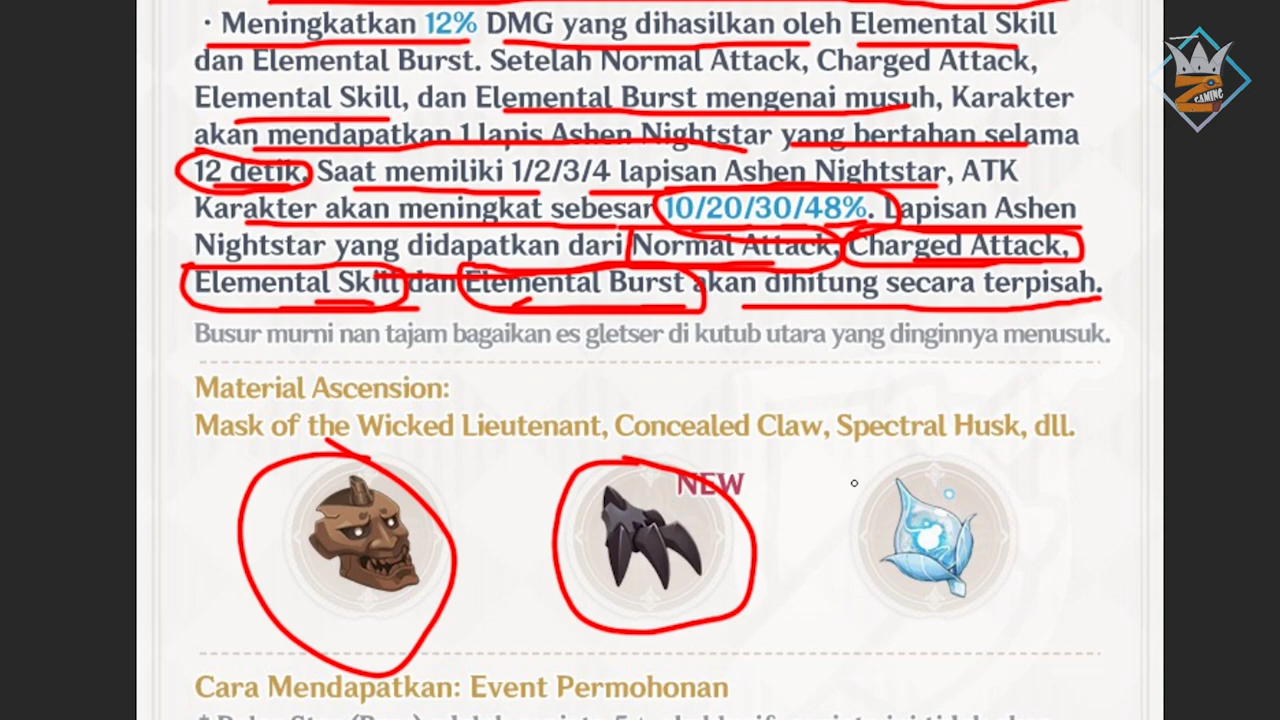 · Meningkatkan 12% DMG yang dihasilkan oleh Elemental Skill
dan Elemental Burst. Setelah Normal Attack, Charged Attack,
Elemental Skill, dan Elemental Burst mengenai musuh, Karakter
akan mendapatkan 1 lapis Ashen Nightstar yang bertahan selama
12 detik. Saat memiliki 1/2/3/4 lapisan Ashen Nightstar, ATK
Karakter akan meningkat sebesar 10/20/30/48%. Lapisan Ashen
Nightstar yang didapatkan dari Normal Attack, Charged Attack,
Elemental Skill dan Elemental Burst akan dihitung secara terpisah.
Busur murni nan tajam bagaikan es gletser di kutub utara yang dinginnya menusuk.
Material Ascension:
Mask of the Wicked Lieutenant, Concealed Claw, Spectral Husk, dll.
NEW
Cara Mendapatkan: Event Permohonan
GAMING